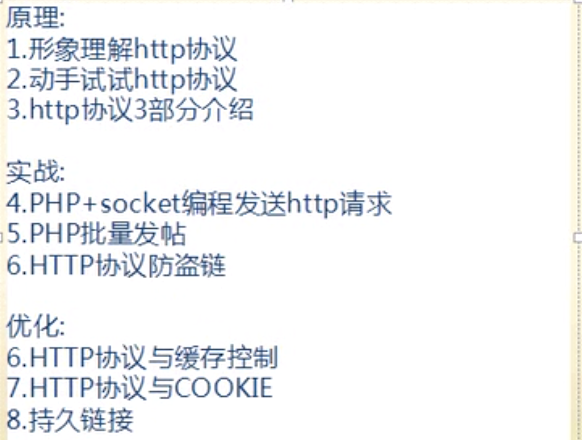 原理:
1.形象理解http协议
2.动手试试http协议
3.http协议3部分介绍
实战:
4.PHP+socket编程发送http请求
5.PHP批量发帖
6.HTTP协议防盗链
优化:
6.HTTP协议与缓存控制
7.HTTP协议与COOKIE
8.持久链接